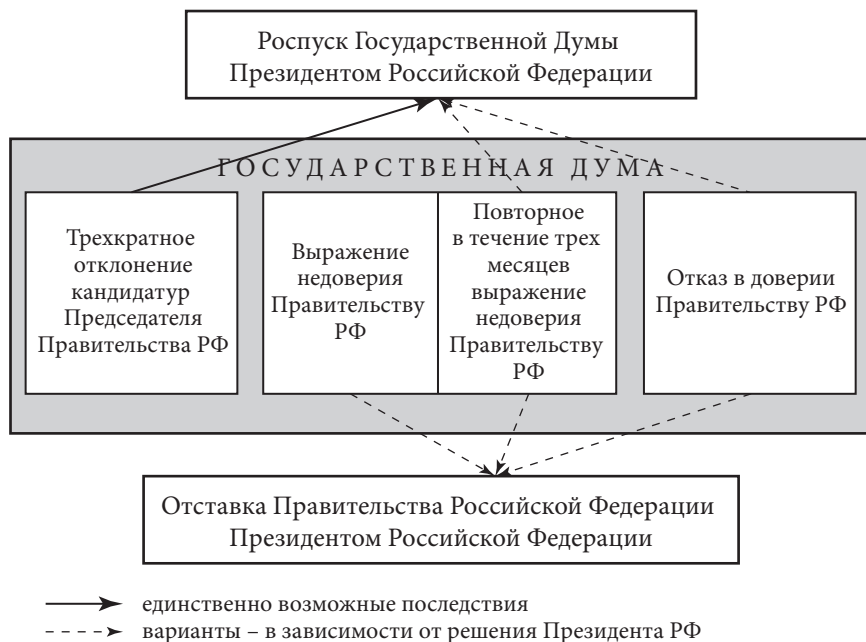 Роспуск Государственной Думы
Президентом Российской Федерации
ГОСУДАРСТВЕННАЯ ДУМА
Трехкратное
отклонение
кандидатур
Председателя
Правительства РФ
Выражение
недоверия
Правительству
РФ
Повторное
в течение трех
месяцев
выражение
недоверия
Правительству
РФ
Отказ в доверии
Правительству РФ
Отставка Правительства Российской Федерации
Президентом Российской Федерации
единственно возможные последствия
варианты – в зависимости от решения Президента РФ